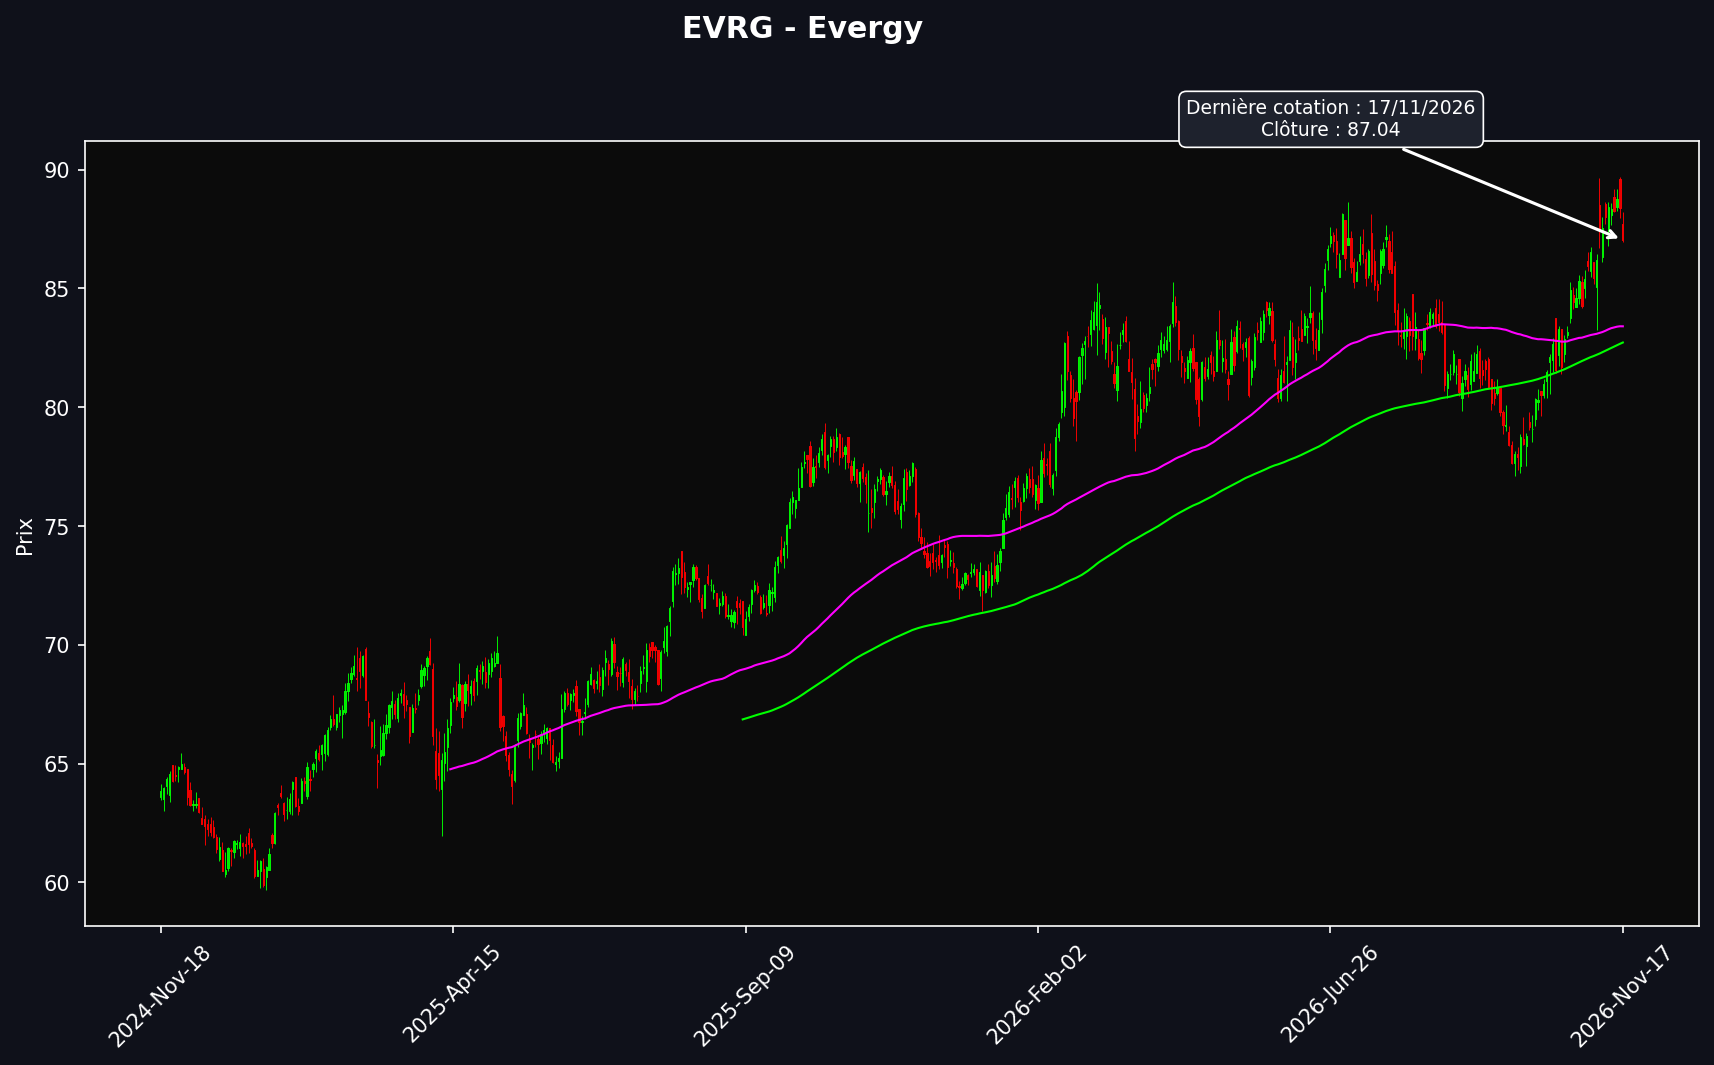 EVRG - Evergy
Dernière cotation : 17/11/2026
Clôture : 87.04
90
85
80
75
70
65
60
Prix
2024-Nov-18
2025-Apr-15
2025-Sep-09
2026-Feb-02
2026-Jun-26
2026-Nov-17